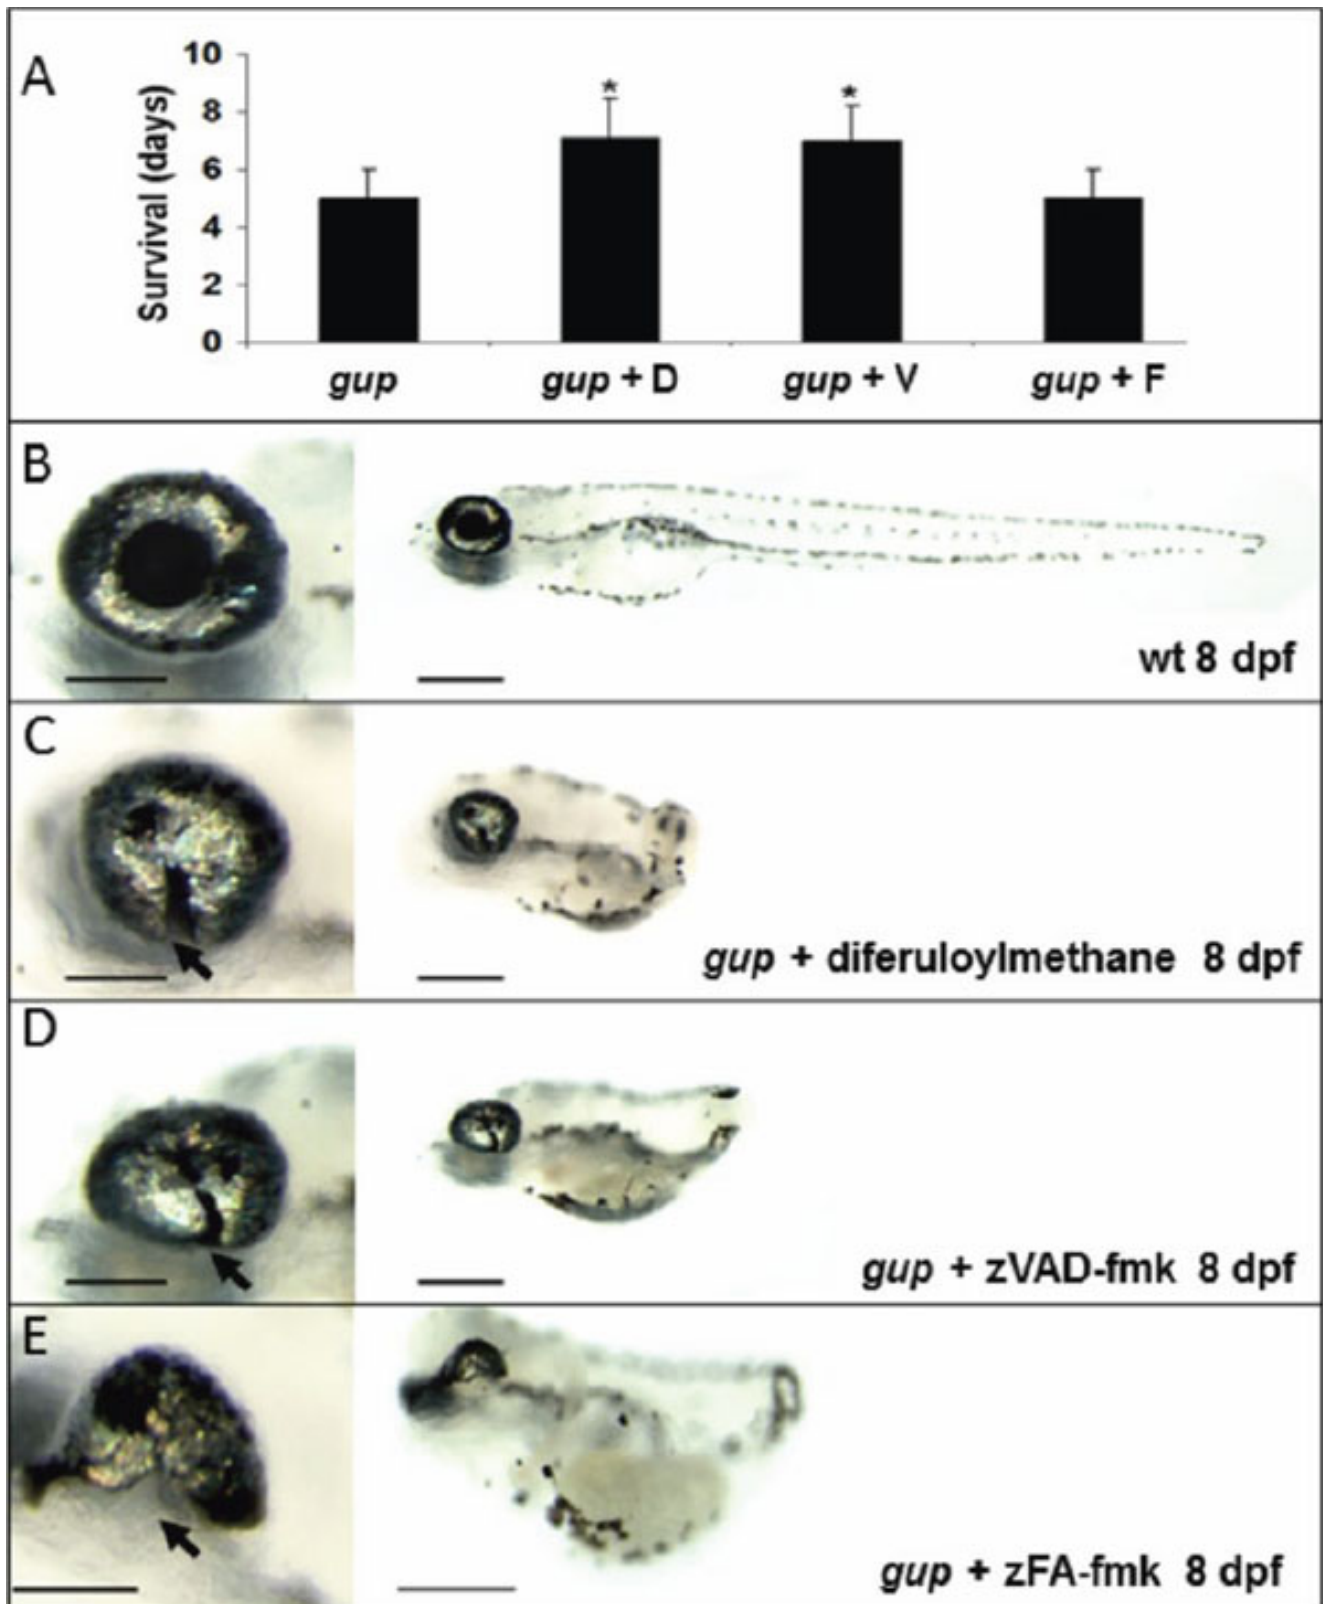 A
Survival (days)
10
8
6
4
2
0
* *
gup gup + D gup + V gup + F
B
wt 8 dpf
C
gup + diferuloylmethane 8 dpf
D
gup + zVAD-fmk 8 dpf
E
gup + zFA-fmk 8 dpf